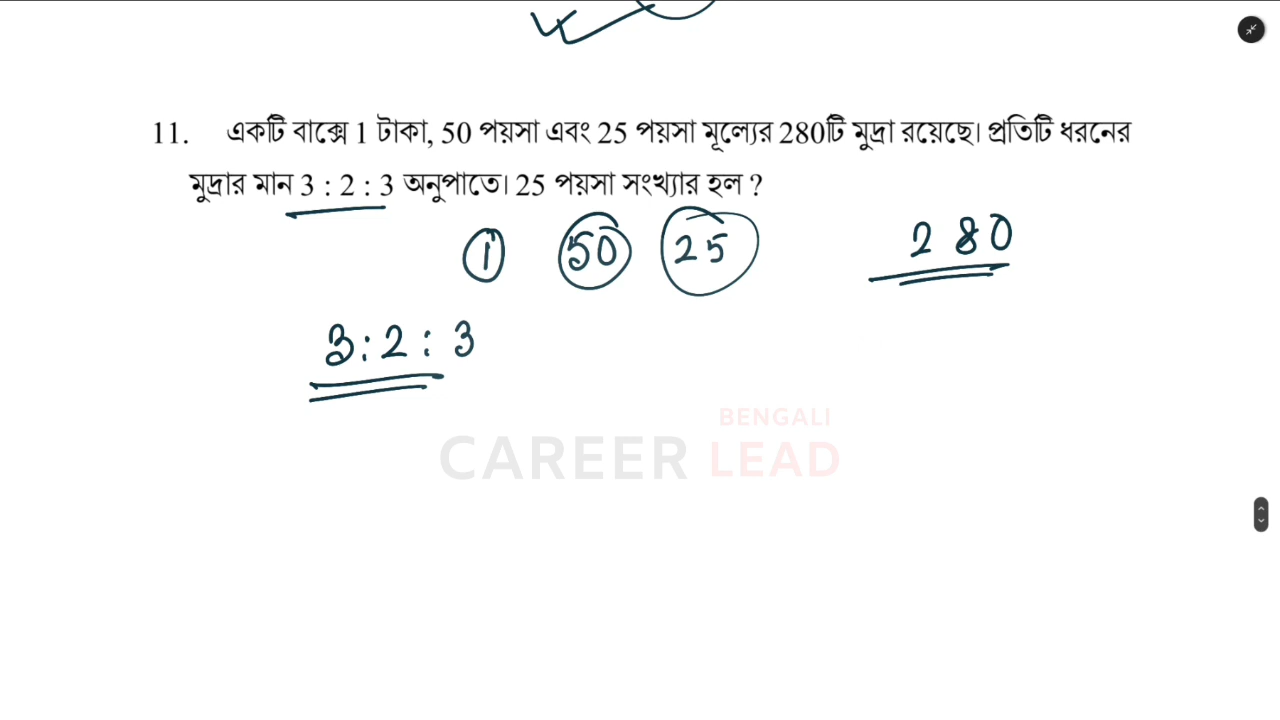 11. একটি বাক্সে 1 টাকা, 50 পয়সা এবং 25 পয়সা মূল্যের 280টি মুদ্রা রয়েছে। প্রতিটি ধরনের
মুদ্রার মান 3 : 2 : 3 অনুপাতে। 25 পয়সা সংখ্যার হল ?
1 50 25 280
3 : 2 : 3
BENGALI
CAREER LEAD